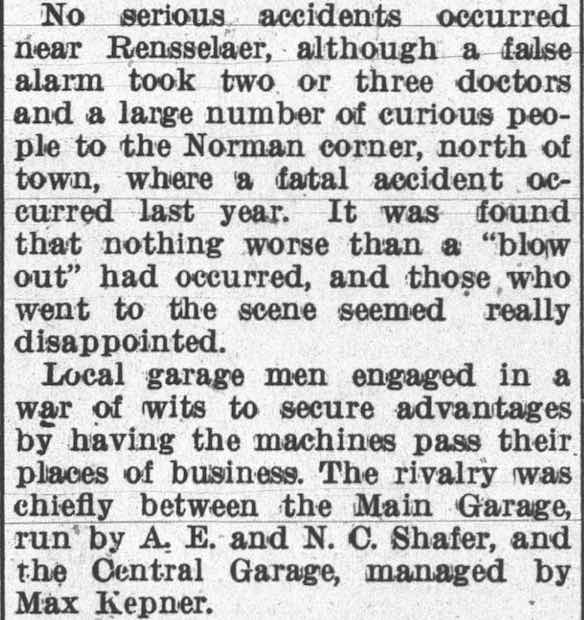 No serious accidents occurred
near Rensselaer, although a false
alarm took two or three doctors
and a large number of curious peo-
ple to the Norman corner, north of
town, where a fatal accident oc-
curred last year. It was found
that nothing worse than a "blow
out" had occurred, and those who
went to the scene seemed really
disappointed.
Local garage men engaged in a
war of wits to secure advantages
by having the machines pass their
places of business. The rivalry was
chiefly between the Main Garage,
run by A. E. and N. C. Shafer, and
the Central Garage, managed by
Max Kepner.